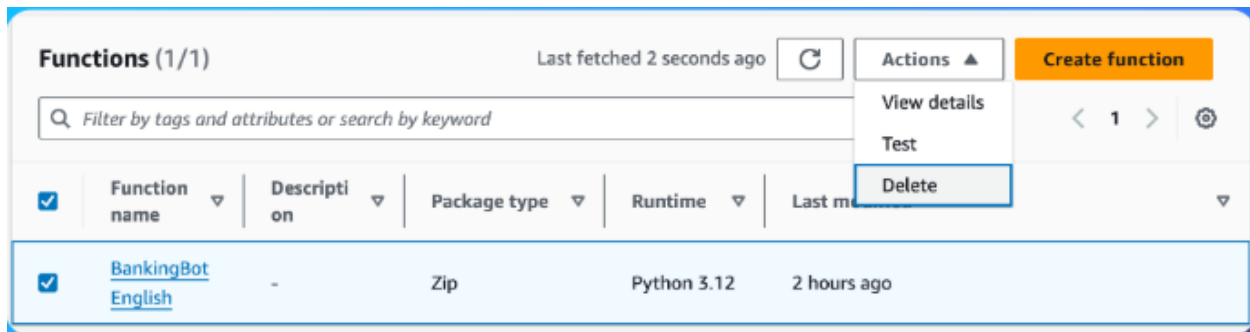 Functions (1/1) Last fetched 2 seconds ago Actions Create function
Filter by tags and attributes or search by keyword 1
View details
Test
Delete
Function name Descripti on Package type Runtime Last
BankingBot English - Zip Python 3.12 2 hours ago